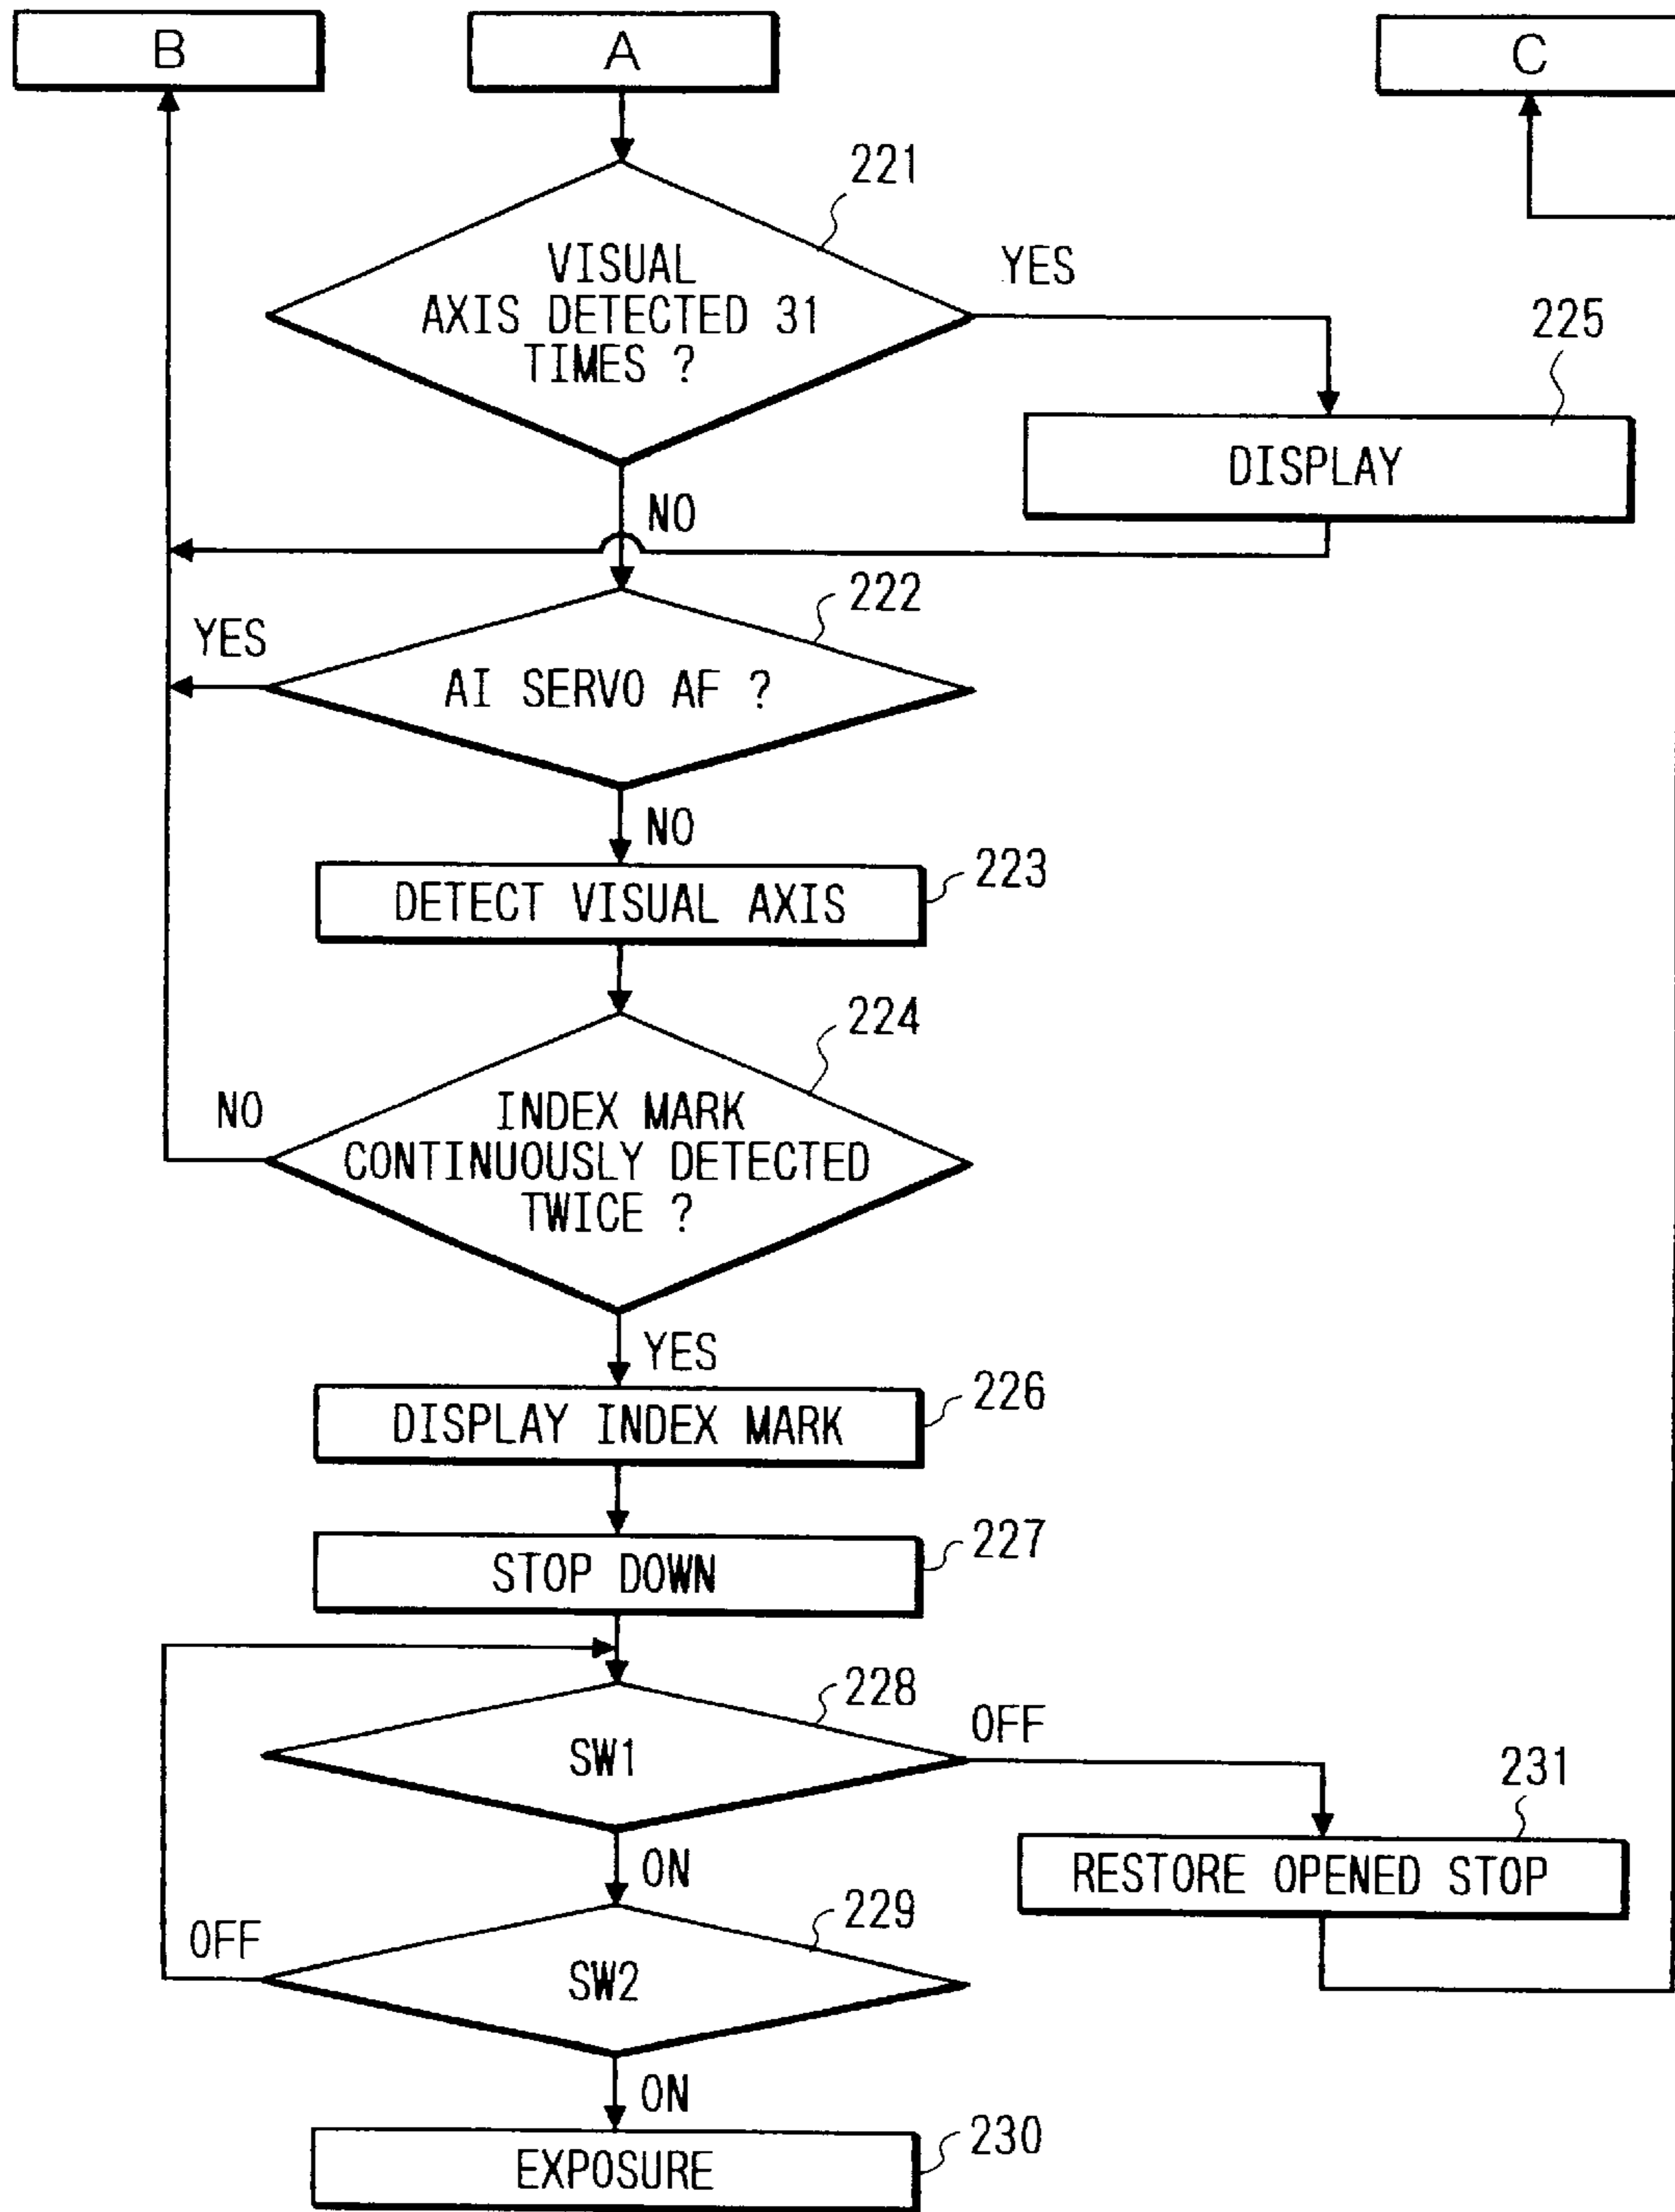 B
A
C
221
VISUAL
AXIS DETECTED 31
TIMES ?
YES
225
DISPLAY
NO
222
YES
AI SERVO AF ?
NO
223
DETECT VISUAL AXIS
224
NO
INDEX MARK
CONTINUOUSLY DETECTED
TWICE ?
YES
226
DISPLAY INDEX MARK
227
STOP DOWN
228
OFF
SW1
231
ON
RESTORE OPENED STOP
229
OFF
SW2
ON
230
EXPOSURE